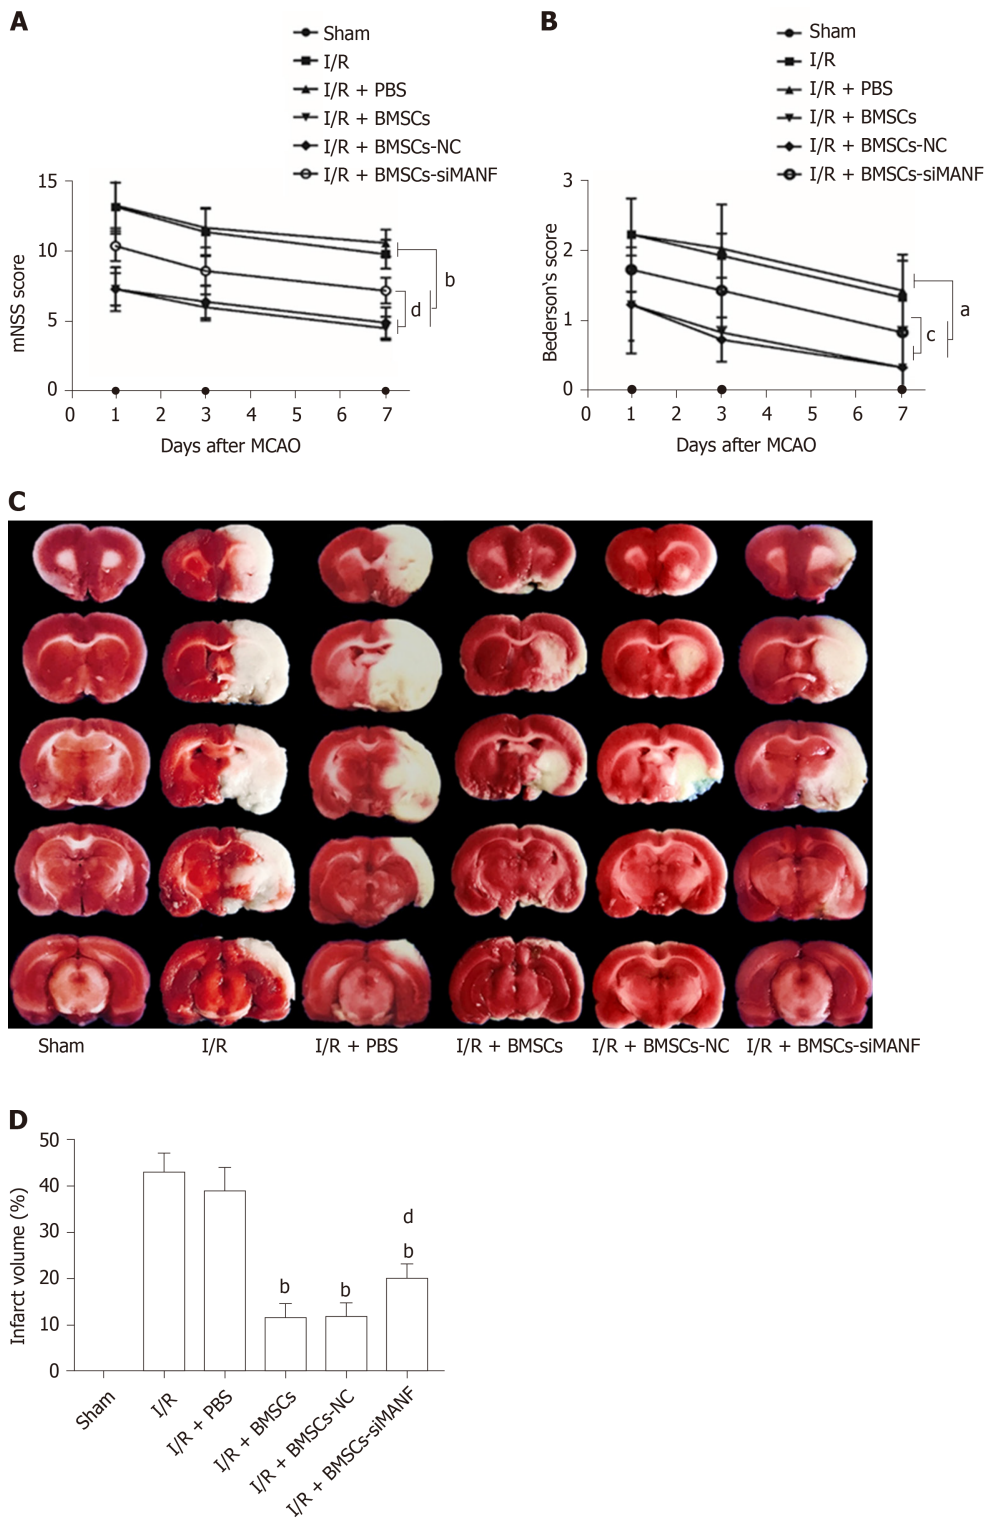 A
Sham
I/R
I/R + PBS
I/R + BMSCs
I/R + BMSCs-NC
I/R + BMSCs-siMANF
mNSS score
15
10
5
0
b
d
0 1 2 3 4 5 6 7
Days after MCAO
B
Sham
I/R
I/R + PBS
I/R + BMSCs
I/R + BMSCs-NC
I/R + BMSCs-siMANF
Bederson`s score
3
2
1
0
a
c
0 1 2 3 4 5 6 7
Days after MCAO
C
Sham I/R I/R + PBS I/R + BMSCs I/R + BMSCs-NC I/R + BMSCs-siMANF
D
Infarct volume (%)
50
40
30
20
10
0
b
b
d
b
Sham
I/R
I/R + PBS
I/R + BMSCs
I/R + BMSCs-NC
I/R + BMSCs-siMANF